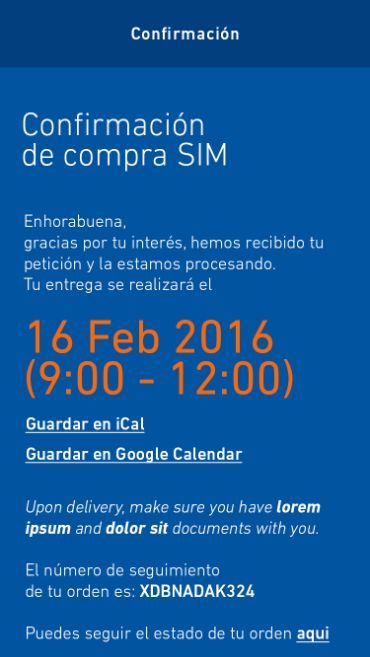 Confirmación
Confirmación
de compra SIM
Enhorabuena,
gracias por tu interés, hemos recibido tu
petición y la estamos procesando.
Tu entrega se realizará el
16 Feb 2016
(9:00 - 12:00)
Guardar en iCal
Guardar en Google Calendar
Upon delivery, make sure you have lorem
ipsum and dolor sit documents with you.
El número de seguimiento
de tu orden es: XDBNADAK324
Puedes seguir el estado de tu orden aqui